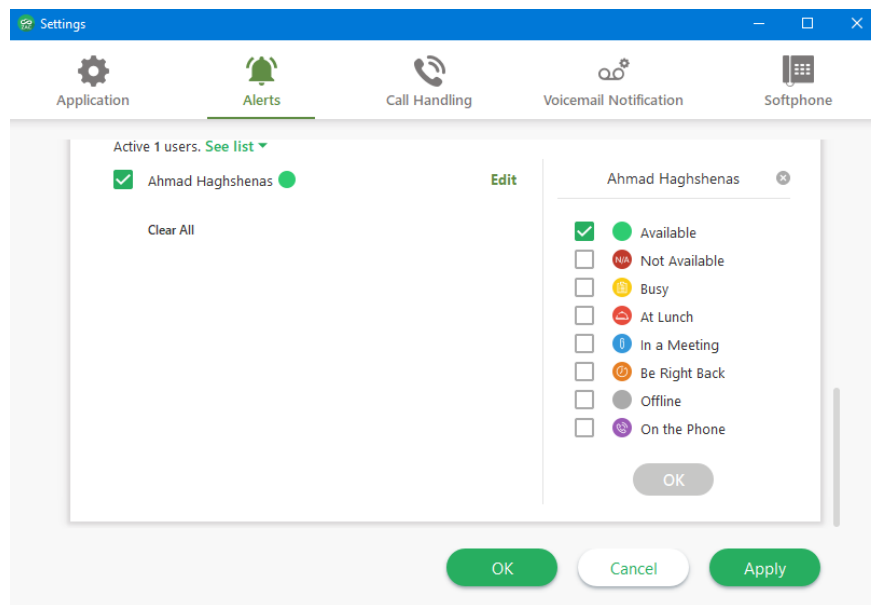 Settings
Application
Alerts
Call Handling
Voicemail Notification
Softphone
Active 1 users. See list
Ahmad Haghshenas
Edit
Clear All
Ahmad Haghshenas
Available
N/A Not Available
Busy
At Lunch
In a Meeting
Be Right Back
Offline
On the Phone
OK
OK
Cancel
Apply